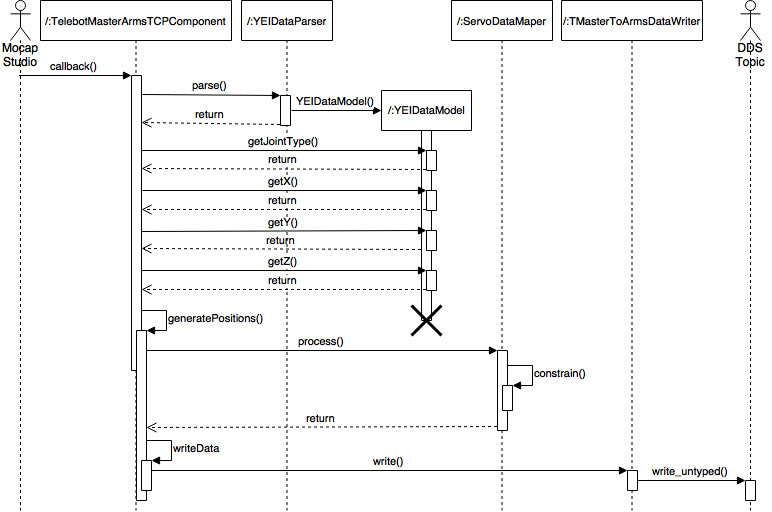 /:TelebotMasterArmsTCPComponent
/:YEIDataParser
/:ServoDataMaper
/:TMasterToArmsDataWriter
Mocap
Studio
DDS
Topic
callback()
parse()
YEIDataModel()
/:YEIDataModel
return
getJointType()
return
getX()
return
getY()
return
getZ()
return
generatePositions()
process()
constrain()
return
writeData
write()
write_untyped()